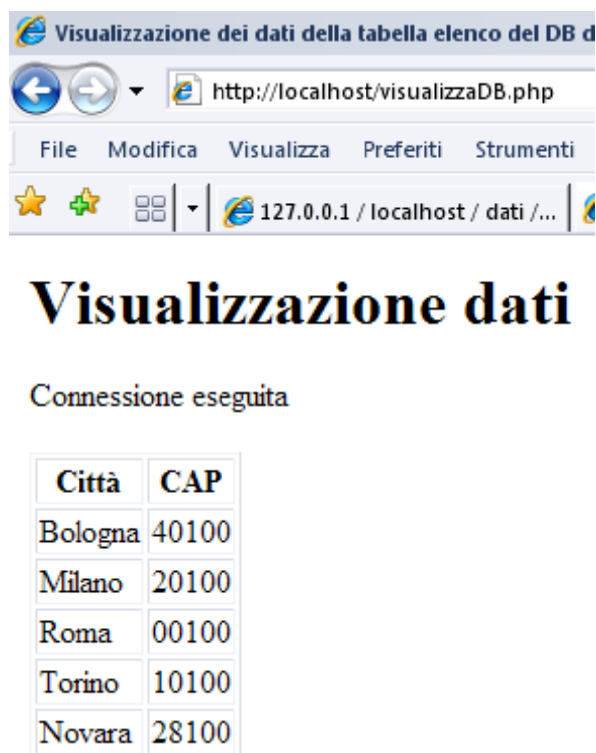 Visualizzazione dei dati della tabella elenco del DB
http://localhost/visualizzaDB.php
File Modifica Visualizza Preferiti Strumenti
127.0.0.1 / localhost / dati /...
Visualizzazione dati
Connessione eseguita
Città CAP
Bologna 40100
Milano 20100
Roma 00100
Torino 10100
Novara 28100